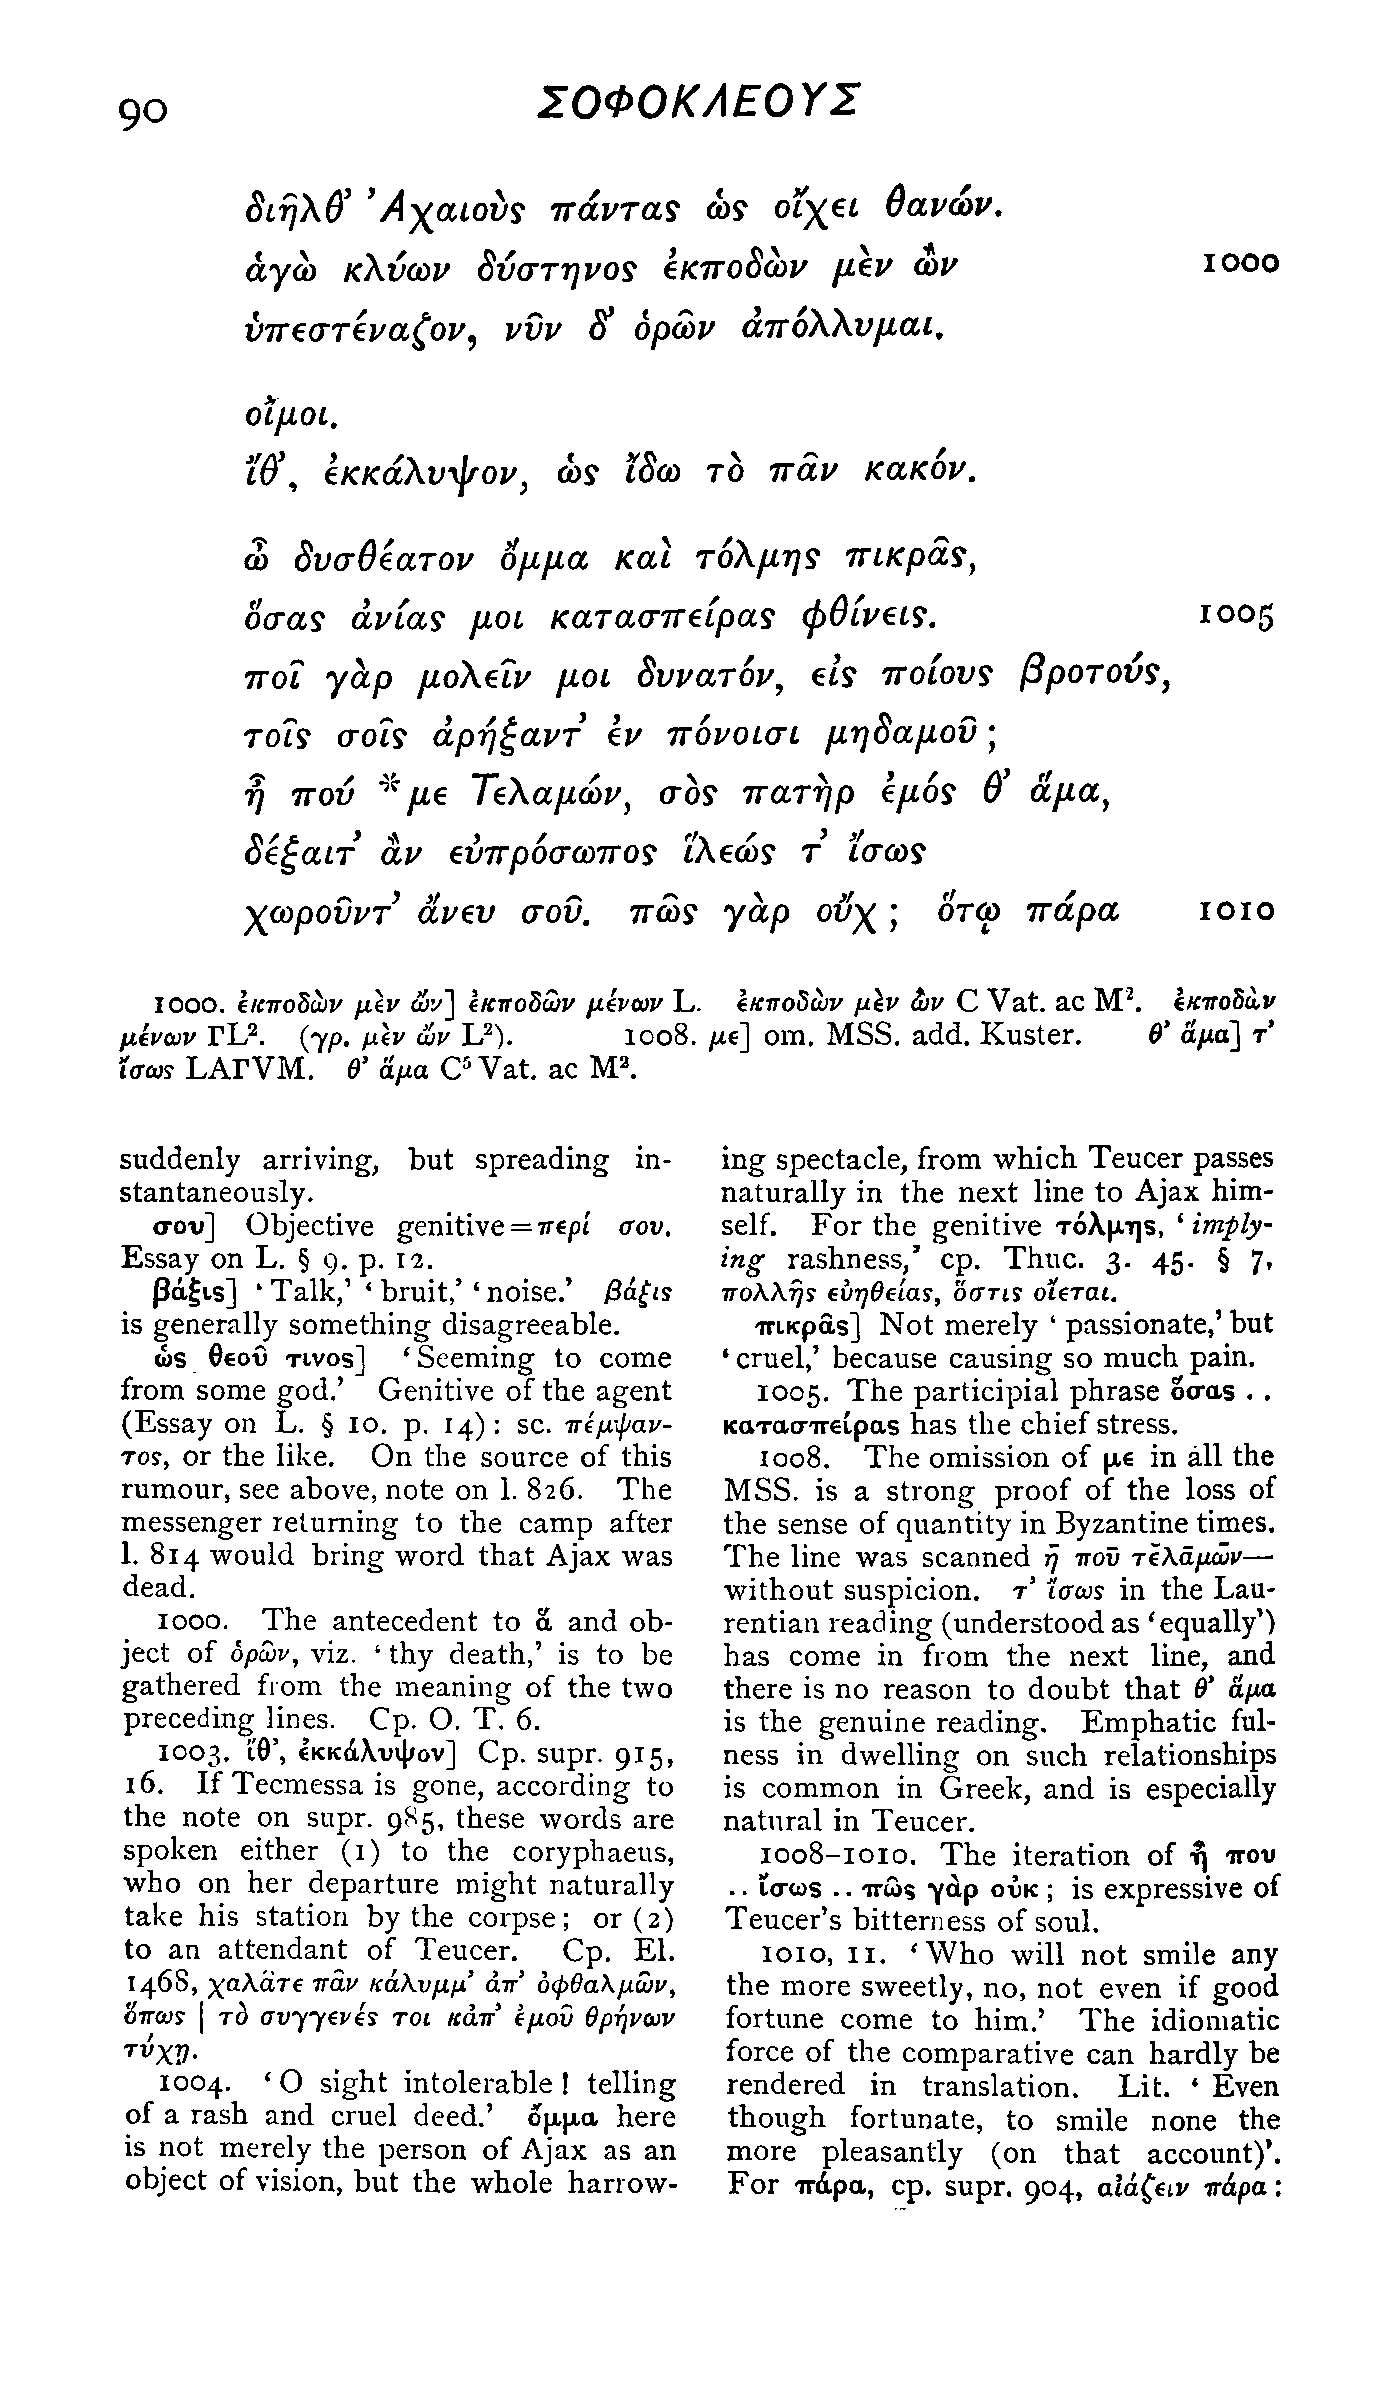 90 ΣΟΦΟΚΛΕΟΥΣ
διῆλθ’ Ἀχαιοὺς πάντας ὡς οἴχει θανών.
ἁγὼ κλύων δύστηνος ἐκποδὼν μὲν ὢν 1000
ὑπεστέναζον, νῦν δ’ ὁρῶν ἀπόλλυμαι.
οἴμοι.
ἴθ’, ἐκκάλυψον, ὡς ἴδω τὸ πᾶν κακόν.
ὦ δυσθέατον ὄμμα καὶ τόλμης πικρᾶς,
ὅσας ἀνίας μοι κατασπείρας φθίνεις. 1005
ποῖ γὰρ μολεῖν μοι δυνατόν, εἰς ποίους βροτούς,
τοῖς σοῖς ἀρήξαντ’ ἐν πόνοισι μηδαμοῦ;
ἦ πού *με Τελαμών, σὸς πατὴρ ἐμός θ’ ἅμα,
δέξαιτ’ ἂν εὐπρόσωπος ἵλεώς τ’ ἴσως
χωροῦντ’ ἄνευ σοῦ. πῶς γὰρ οὔχ; ὅτῳ πάρα 1010
1000. ἐκποδὼν μὲν ὤν] ἐκποδῶν μένων L. ἐκποδὼν μὲν ὢν C Vat. ac M². ἐκποδὼν
μένων ΓL². (γρ. μὲν ὤν L²). 1008. με] om. MSS. add. Kuster. θ’ ἅμα] τ’
ἴσως LAΓVM. θ’ ἅμα C⁵ Vat. ac M².
suddenly arriving, but spreading in-
stantaneously.
σου] Objective genitive = περί σου.
Essay on L. § 9. p. 12.
βάξις] ‘Talk,’ ‘bruit,’ ‘noise.’ βάξις
is generally something disagreeable.
ὡς θεοῦ τινος] ‘Seeming to come
from some god.’ Genitive of the agent
(Essay on L. § 10. p. 14): sc. πέμψαν-
τος, or the like. On the source of this
rumour, see above, note on l. 826. The
messenger returning to the camp after
l. 814 would bring word that Ajax was
dead.
1000. The antecedent to ἅ and ob-
ject of ὁρῶν, viz. ‘thy death,’ is to be
gathered from the meaning of the two
preceding lines. Cp. O. T. 6.
1003. ἴθ’, ἐκκάλυψον] Cp. supr. 915,
16. If Tecmessa is gone, according to
the note on supr. 985, these words are
spoken either (1) to the coryphaeus,
who on her departure might naturally
take his station by the corpse; or (2)
to an attendant of Teucer. Cp. El.
1468, χαλᾶτε πᾶν κάλυμμ’ ἀπ’ ὀφθαλμῶν,
ὅπως | τὸ συγγενές τοι κἀπ’ ἐμοῦ θρήνων
τύχῃ.
1004. ‘O sight intolerable! telling
of a rash and cruel deed.’ ὄμμα here
is not merely the person of Ajax as an
object of vision, but the whole harrow-
ing spectacle, from which Teucer passes
naturally in the next line to Ajax him-
self. For the genitive τόλμης, ‘imply-
ing rashness,’ cp. Thuc. 3. 45. § 7,
πολλῆς εὐηθείας, ὅστις οἴεται.
πικρᾶς] Not merely ‘passionate,’ but
‘cruel,’ because causing so much pain.
1005. The participial phrase ὅσας . .
κατασπείρας has the chief stress.
1008. The omission of με in all the
MSS. is a strong proof of the loss of
the sense of quantity in Byzantine times.
The line was scanned η̄ ποῡ τε̆λᾱμω̄ν—
without suspicion. τ’ ἴσως in the Lau-
rentian reading (understood as ‘equally’)
has come in from the next line, and
there is no reason to doubt that θ’ ἅμα
is the genuine reading. Emphatic ful-
ness in dwelling on such relationships
is common in Greek, and is especially
natural in Teucer.
1008-1010. The iteration of ἦ που
. . ἴσως . . πῶς γὰρ οὐκ; is expressive of
Teucer’s bitterness of soul.
1010, 11. ‘Who will not smile any
the more sweetly, no, not even if good
fortune come to him.’ The idiomatic
force of the comparative can hardly be
rendered in translation. Lit. ‘Even
though fortunate, to smile none the
more pleasantly (on that account)’.
For πάρα, cp. supr. 904, αἰάζειν πάρα: